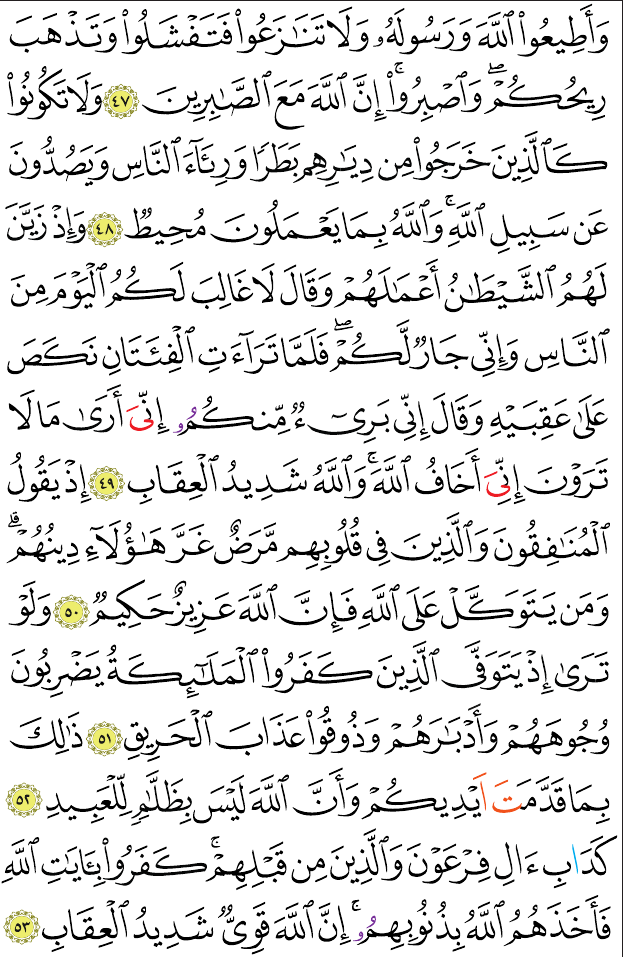 وَأَطِيعُوا۟ ٱللَّهَ وَرَسُولَهُۥ وَلَا تَنَـٰزَعُوا۟ فَتَفْشَلُوا۟ وَتَذْهَبَ
رِيحُكُمْۖ وَٱصْبِرُوٓا۟ۚ إِنَّ ٱللَّهَ مَعَ ٱلصَّـٰبِرِينَ ٤٧ وَلَا تَكُونُوا۟
كَٱلَّذِينَ خَرَجُوا۟ مِن دِيَـٰرِهِم بَطَرًا وَرِئَآءَ ٱلنَّاسِ وَيَصُدُّونَ
عَن سَبِيلِ ٱللَّهِۚ وَٱللَّهُ بِمَا يَعْمَلُونَ مُحِيطٌ ٤٨ وَإِذْ زَيَّنَ
لَهُمُ ٱلشَّيْطَـٰنُ أَعْمَـٰلَهُمْ وَقَالَ لَا غَالِبَ لَكُمُ ٱلْيَوْمَ مِنَ
ٱلنَّاسِ وَإِنِّى جَارٌ لَّكُمْۖ فَلَمَّا تَرَآءَتِ ٱلْفِئَتَانِ نَكَصَ
عَلَىٰ عَقِبَيْهِ وَقَالَ إِنِّى بَرِىٓءٌ مِّنكُمُۥٓ إِنِّىَ أَرَىٰ مَا لَا
تَرَوْنَ إِنِّىَ أَخَافُ ٱللَّهَۚ وَٱللَّهُ شَدِيدُ ٱلْعِقَابِ ٤٩ إِذْ يَقُولُ
ٱلْمُنَـٰفِقُونَ وَٱلَّذِينَ فِى قُلُوبِهِم مَّرَضٌ غَرَّ هَـٰٓؤُلَآءِ دِينُهُمْۗ
وَمَن يَتَوَكَّلْ عَلَى ٱللَّهِ فَإِنَّ ٱللَّهَ عَزِيزٌ حَكِيمٌ ٥٠ وَلَوْ
تَرَىٰٓ إِذْ يَتَوَفَّى ٱلَّذِينَ كَفَرُوا۟ ٱلْمَلَـٰٓئِكَةُ يَضْرِبُونَ
وُجُوهَهُمْ وَأَدْبَـٰرَهُمْ وَذُوقُوا۟ عَذَابَ ٱلْحَرِيقِ ٥١ ذَٰلِكَ
بِمَا قَدَّمَتَ اَيْدِيكُمْ وَأَنَّ ٱللَّهَ لَيْسَ بِظَلَّـٰمٍ لِّلْعَبِيدِ ٥٢
كَدَابِ ءَالِ فِرْعَوْنَ وَٱلَّذِينَ مِن قَبْلِهِمْۚ كَفَرُوا۟ بِـَٔايَـٰتِ ٱللَّهِ
فَأَخَذَهُمُ ٱللَّهُ بِذُنُوبِهِمُۥٓۚ إِنَّ ٱللَّهَ قَوِىٌّ شَدِيدُ ٱلْعِقَابِ ٥٣